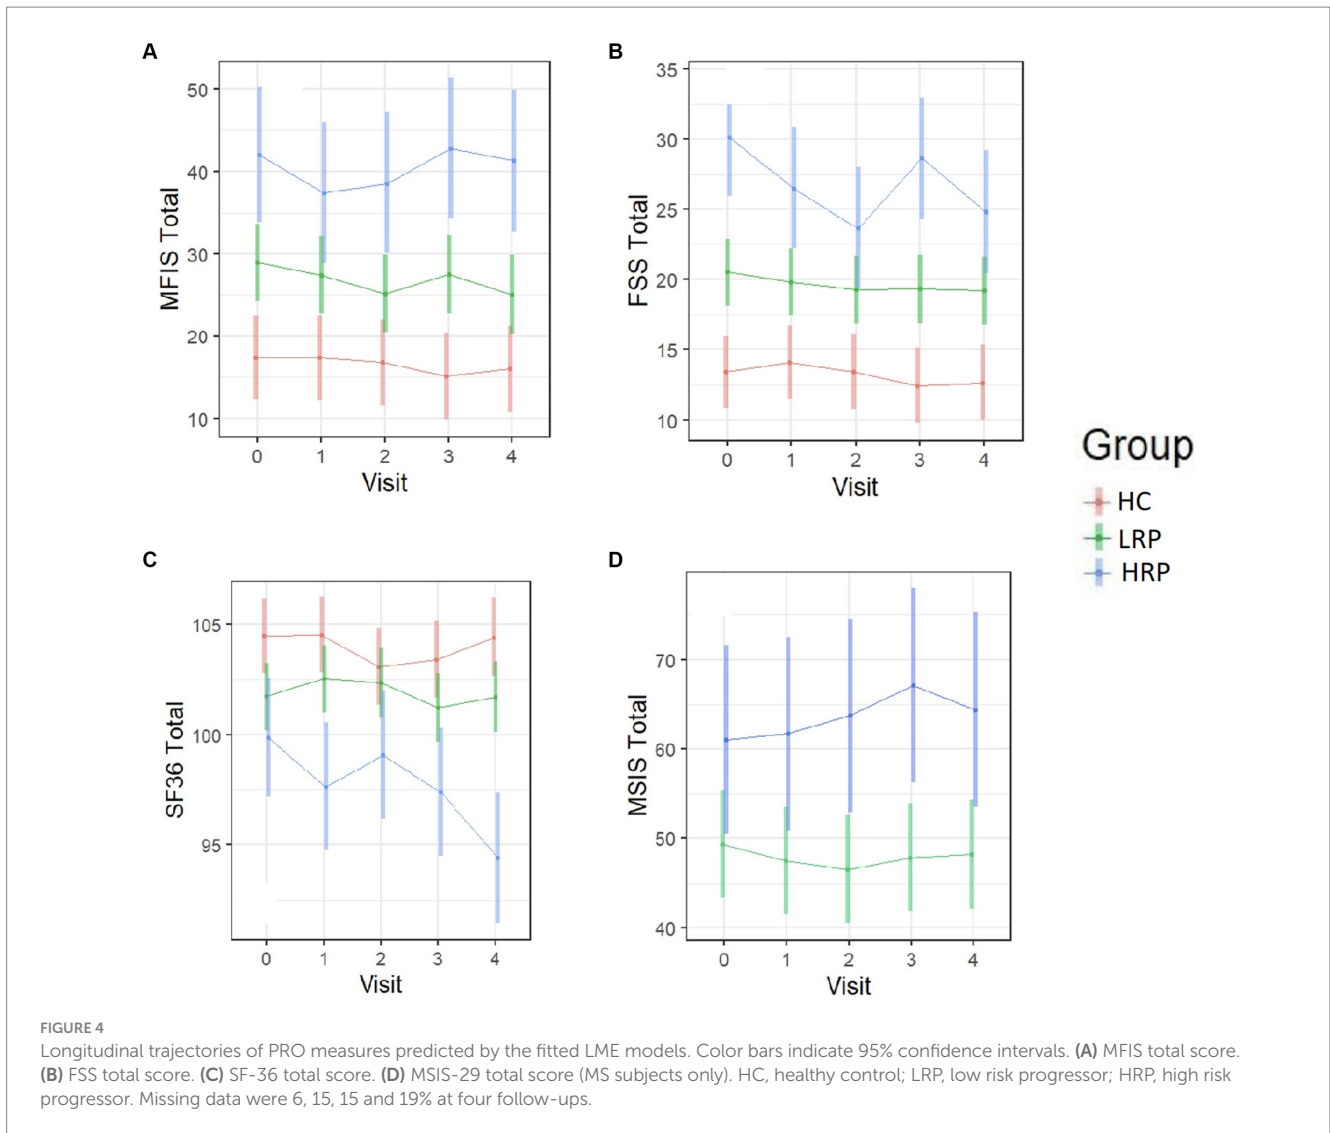 A
50
40
30
20
10
MFIS Total
0 1 2 3 4
Visit
B
35
30
25
20
15
10
FSS Total
0 1 2 3 4
Visit
Group
HC
LRP
HRP
C
105
100
95
SF36 Total
0 1 2 3 4
Visit
D
70
60
50
40
MSIS Total
0 1 2 3 4
Visit
FIGURE 4
Longitudinal trajectories of PRO measures predicted by the fitted LME models. Color bars indicate 95% confidence intervals. (A) MFIS total score.
(B) FSS total score. (C) SF-36 total score. (D) MSIS-29 total score (MS subjects only). HC, healthy control; LRP, low risk progressor; HRP, high risk
progressor. Missing data were 6, 15, 15 and 19% at four follow-ups.